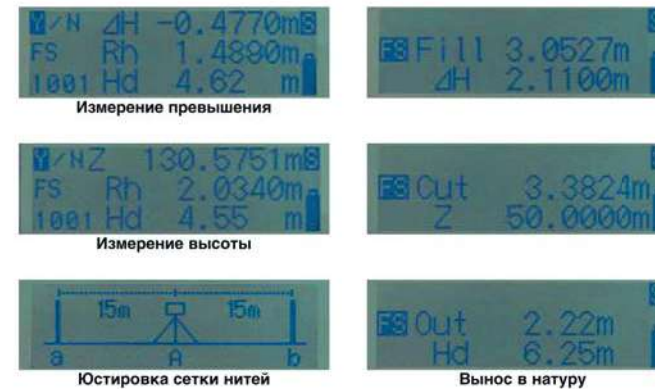 Y/N ΔH -0.4770m S
FS Rh 1.4890m
1001 Hd 4.62 m
Измерение превышения
FS Fill 3.0527m
ΔH 2.1100m
Y/N Z 130.5751m S
FS Rh 2.0340m
1001 Hd 4.55 m
Измерение высоты
FS Cut 3.3824m
Z 50.0000m
15m 15m
a A b
Юстировка сетки нитей
FS Out 2.22m
Hd 6.25m
Вынос в натуру